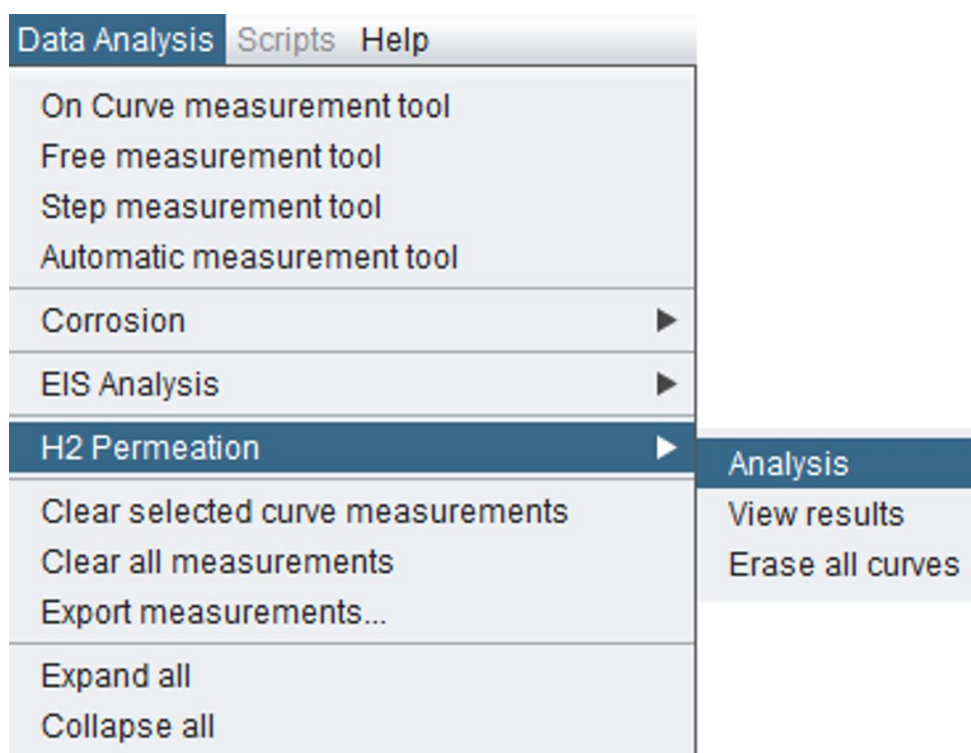 Data Analysis Scripts Help
On Curve measurement tool
Free measurement tool
Step measurement tool
Automatic measurement tool
Corrosion
EIS Analysis
H2 Permeation
Analysis
View results
Erase all curves
Clear selected curve measurements
Clear all measurements
Export measurements...
Expand all
Collapse all